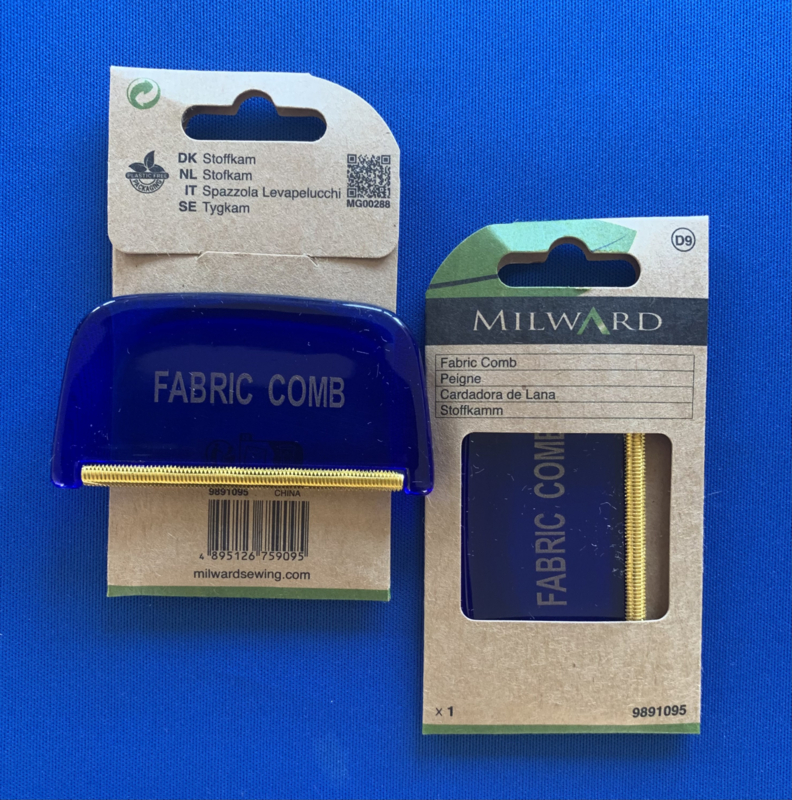 PLASTIC FREE
PACKAGING
DK Stoffkam
NL Stofkam
IT Spazzola Levapelucchi
SE Tygkam
MG00288
FABRIC COMB
9891095
CHINA
4 895126 759095
milwardsewing.com
D9
MILWARD
Fabric Comb
Peigne
Cardadora de Lana
Stoffkamm
FABRIC COMB
x 1
9891095